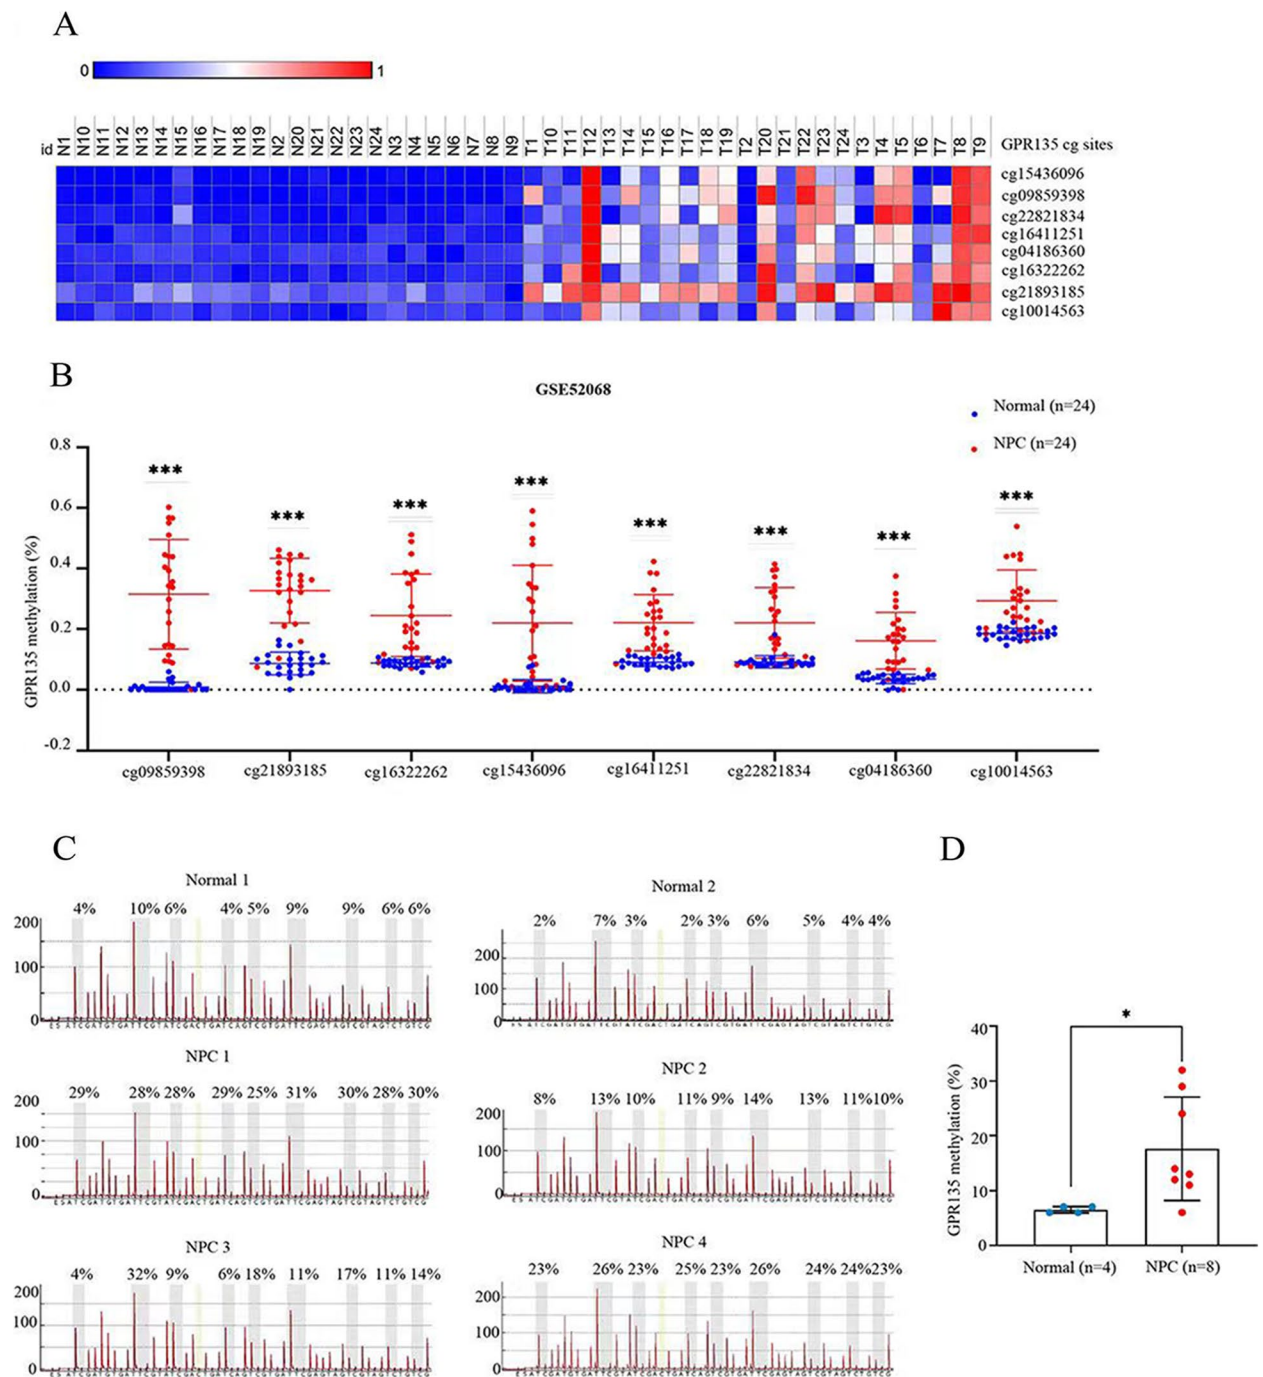 A
0 1
id N1 N10 N11 N12 N13 N14 N15 N16 N17 N18 N19 N2 N20 N21 N22 N23 N24 N3 N4 N5 N6 N7 N8 N9 T1 T10 T11 T12 T13 T14 T15 T16 T17 T18 T19 T2 T20 T21 T22 T23 T24 T3 T4 T5 T6 T7 T8 T9 GPR135 cg sites
cg15436096
cg09859398
cg22821834
cg16411251
cg04186360
cg16322262
cg21893185
cg10014563
B
GSE52068
Normal (n=24)
NPC (n=24)
GPR135 methylation (%)
0.8
0.6
0.4
0.2
0.0
-0.2
*** *** *** *** *** *** *** ***
cg09859398 cg21893185 cg16322262 cg15436096 cg16411251 cg22821834 cg04186360 cg10014563
C
Normal 1
4% 10% 6% 4% 5% 9% 9% 6% 6%
200
100
0
Normal 2
2% 7% 3% 2% 3% 6% 5% 4% 4%
200
100
0
NPC 1
29% 28% 28% 29% 25% 31% 30% 28% 30%
200
100
0
NPC 2
8% 13% 10% 11% 9% 14% 13% 11% 10%
200
100
0
NPC 3
4% 32% 9% 6% 18% 11% 17% 11% 14%
200
100
0
NPC 4
23% 26% 23% 25% 23% 26% 24% 24% 23%
200
100
0
D
*
GPR135 methylation (%)
40
30
20
10
0
Normal (n=4) NPC (n=8)